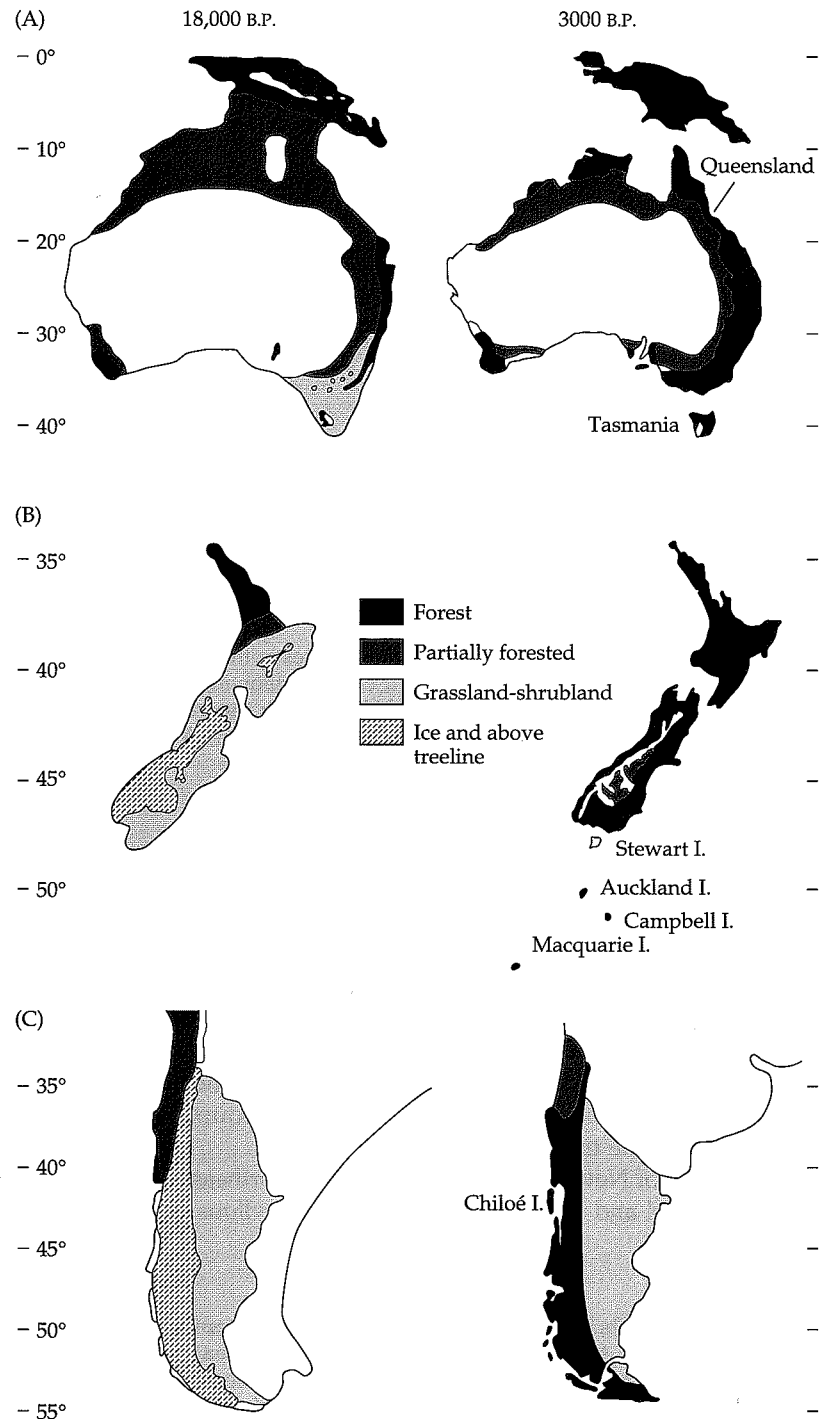 (A)
18,000 B.P.
3000 B.P.
– 0° –
– 10° –
Queensland
– 20° –
– 30° –
– 40° –
Tasmania
(B)
– 35° –
Forest
Partially forested
– 40° –
Grassland-shrubland
Ice and above
treeline
– 45° –
Stewart I.
– 50° –
Auckland I.
Campbell I.
Macquarie I.
(C)
– 35° –
– 40° –
Chiloé I.
– 45° –
– 50° –
– 55° –